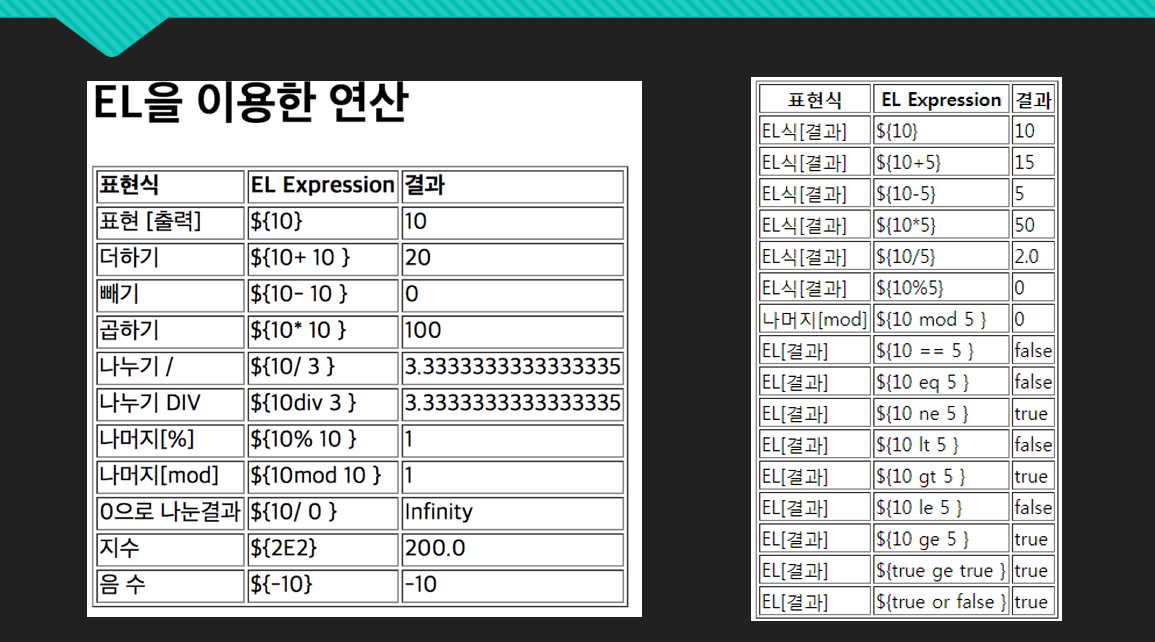 EL을 이용한 연산
표현식 EL Expression 결과
표현 [출력] ${10} 10
더하기 ${10+ 10 } 20
빼기 ${10- 10 } 0
곱하기 ${10* 10 } 100
나누기 / ${10/ 3 } 3.3333333333333335
나누기 DIV ${10div 3 } 3.3333333333333335
나머지[%] ${10% 10 } 1
나머지[mod] ${10mod 10 } 1
0으로 나눈결과 ${10/ 0 } Infinity
지수 ${2E2} 200.0
음 수 ${-10} -10
표현식 EL Expression 결과
EL식[결과] ${10} 10
EL식[결과] ${10+5} 15
EL식[결과] ${10-5} 5
EL식[결과] ${10*5} 50
EL식[결과] ${10/5} 2.0
EL식[결과] ${10%5} 0
나머지[mod] ${10 mod 5 } 0
EL[결과] ${10 == 5 } false
EL[결과] ${10 eq 5 } false
EL[결과] ${10 ne 5 } true
EL[결과] ${10 lt 5 } false
EL[결과] ${10 gt 5 } true
EL[결과] ${10 le 5 } false
EL[결과] ${10 ge 5 } true
EL[결과] ${true ge true } true
EL[결과] ${true or false } true